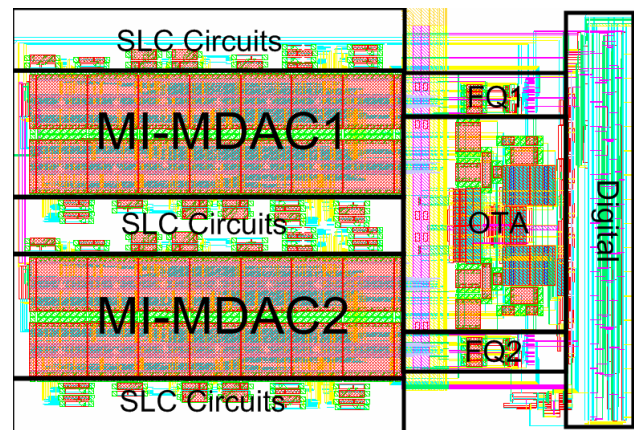 SLC Circuits
MI-MDAC1
SLC Circuits
MI-MDAC2
SLC Circuits
FQ1
OTA
FQ2
Digital